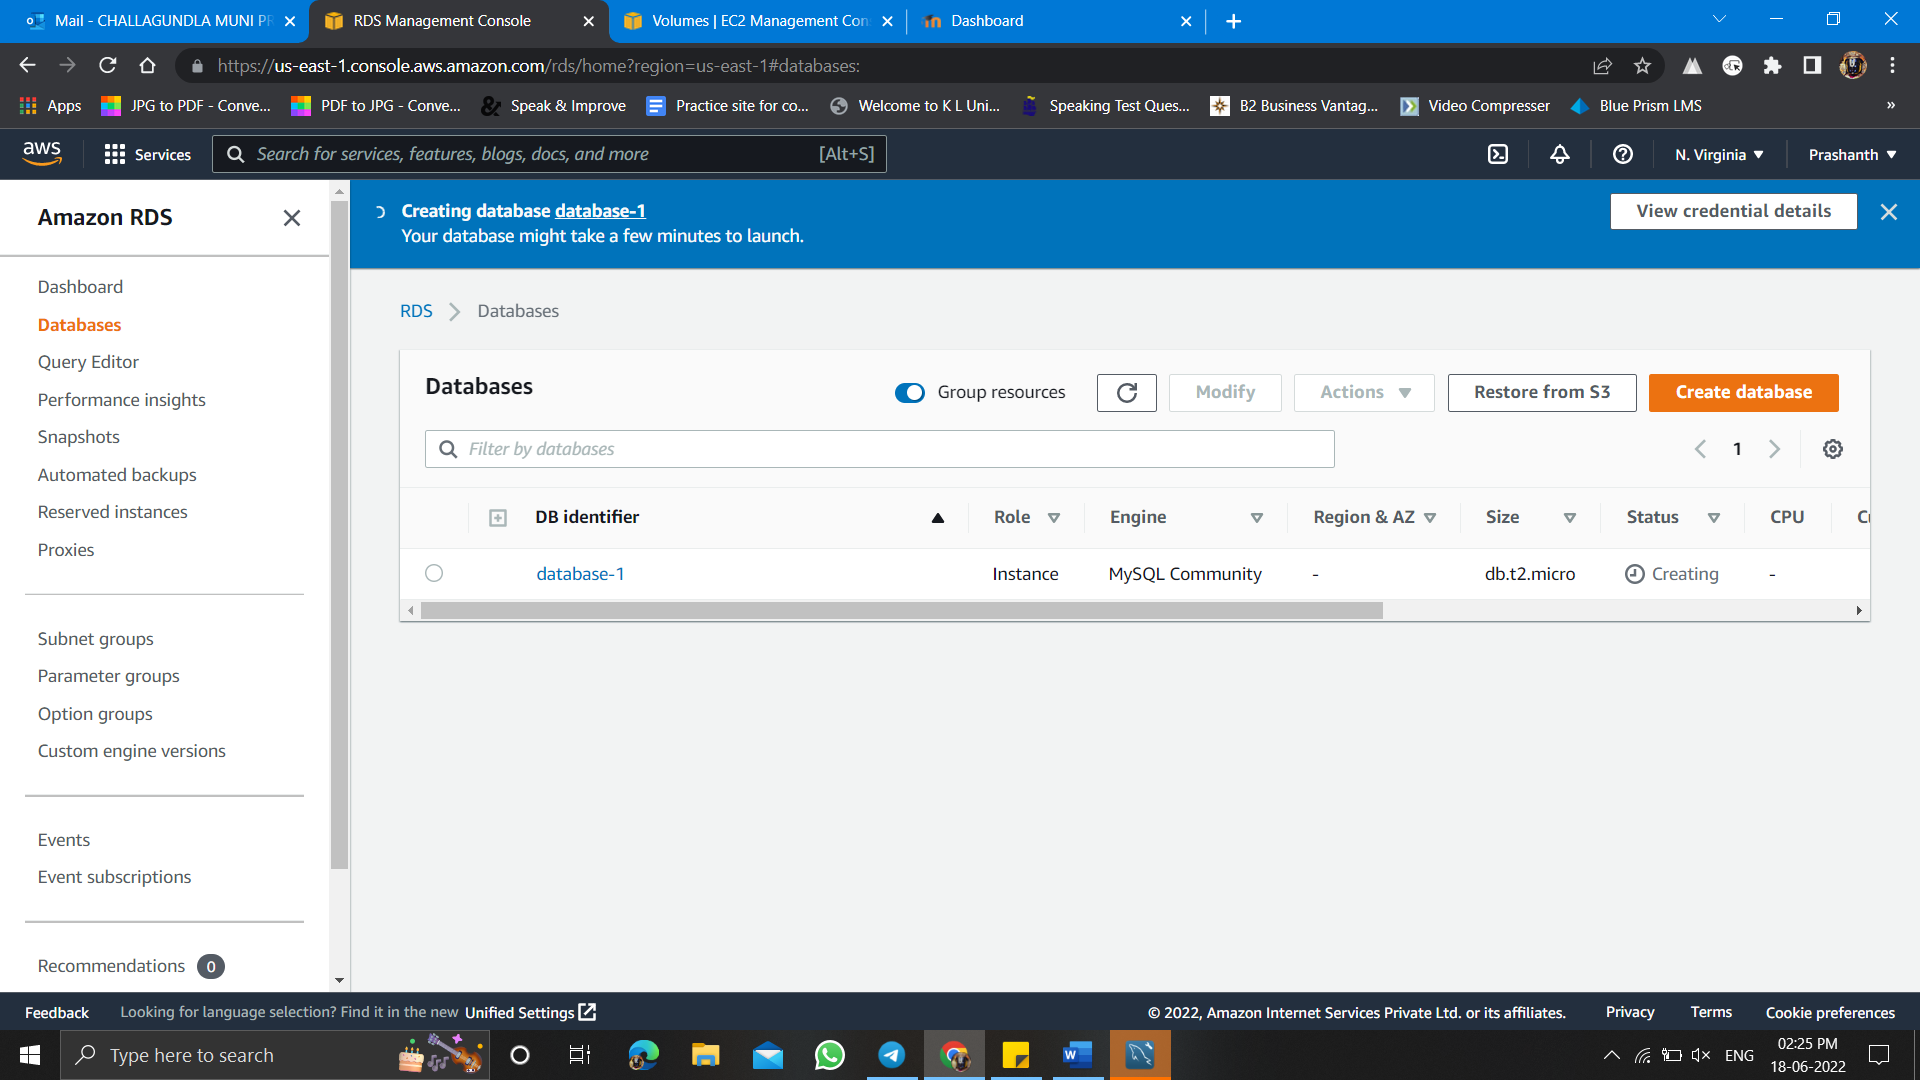 Mail - CHALLAGUNDLA MUNI PR
RDS Management Console
Volumes | EC2 Management Con
Dashboard
https://us-east-1.console.aws.amazon.com/rds/home?region=us-east-1#databases:
Apps
JPG to PDF - Conve...
PDF to JPG - Conve...
Speak & Improve
Practice site for co...
Welcome to K L Uni...
Speaking Test Ques...
B2 Business Vantag...
Video Compresser
Blue Prism LMS
»
aws
Services
Search for services, features, blogs, docs, and more
[Alt+S]
N. Virginia
Prashanth
Amazon RDS
Dashboard
Databases
Query Editor
Performance insights
Snapshots
Automated backups
Reserved instances
Proxies
Subnet groups
Parameter groups
Option groups
Custom engine versions
Events
Event subscriptions
Recommendations 0
Creating database database-1
Your database might take a few minutes to launch.
View credential details
RDS
Databases
Databases
Group resources
Modify
Actions
Restore from S3
Create database
Filter by databases
1
DB identifier
Role
Engine
Region & AZ
Size
Status
CPU
database-1
Instance
MySQL Community
-
db.t2.micro
Creating
-
Feedback
Looking for language selection? Find it in the new Unified Settings
© 2022, Amazon Internet Services Private Ltd. or its affiliates.
Privacy
Terms
Cookie preferences
Type here to search
ENG
02:25 PM
18-06-2022